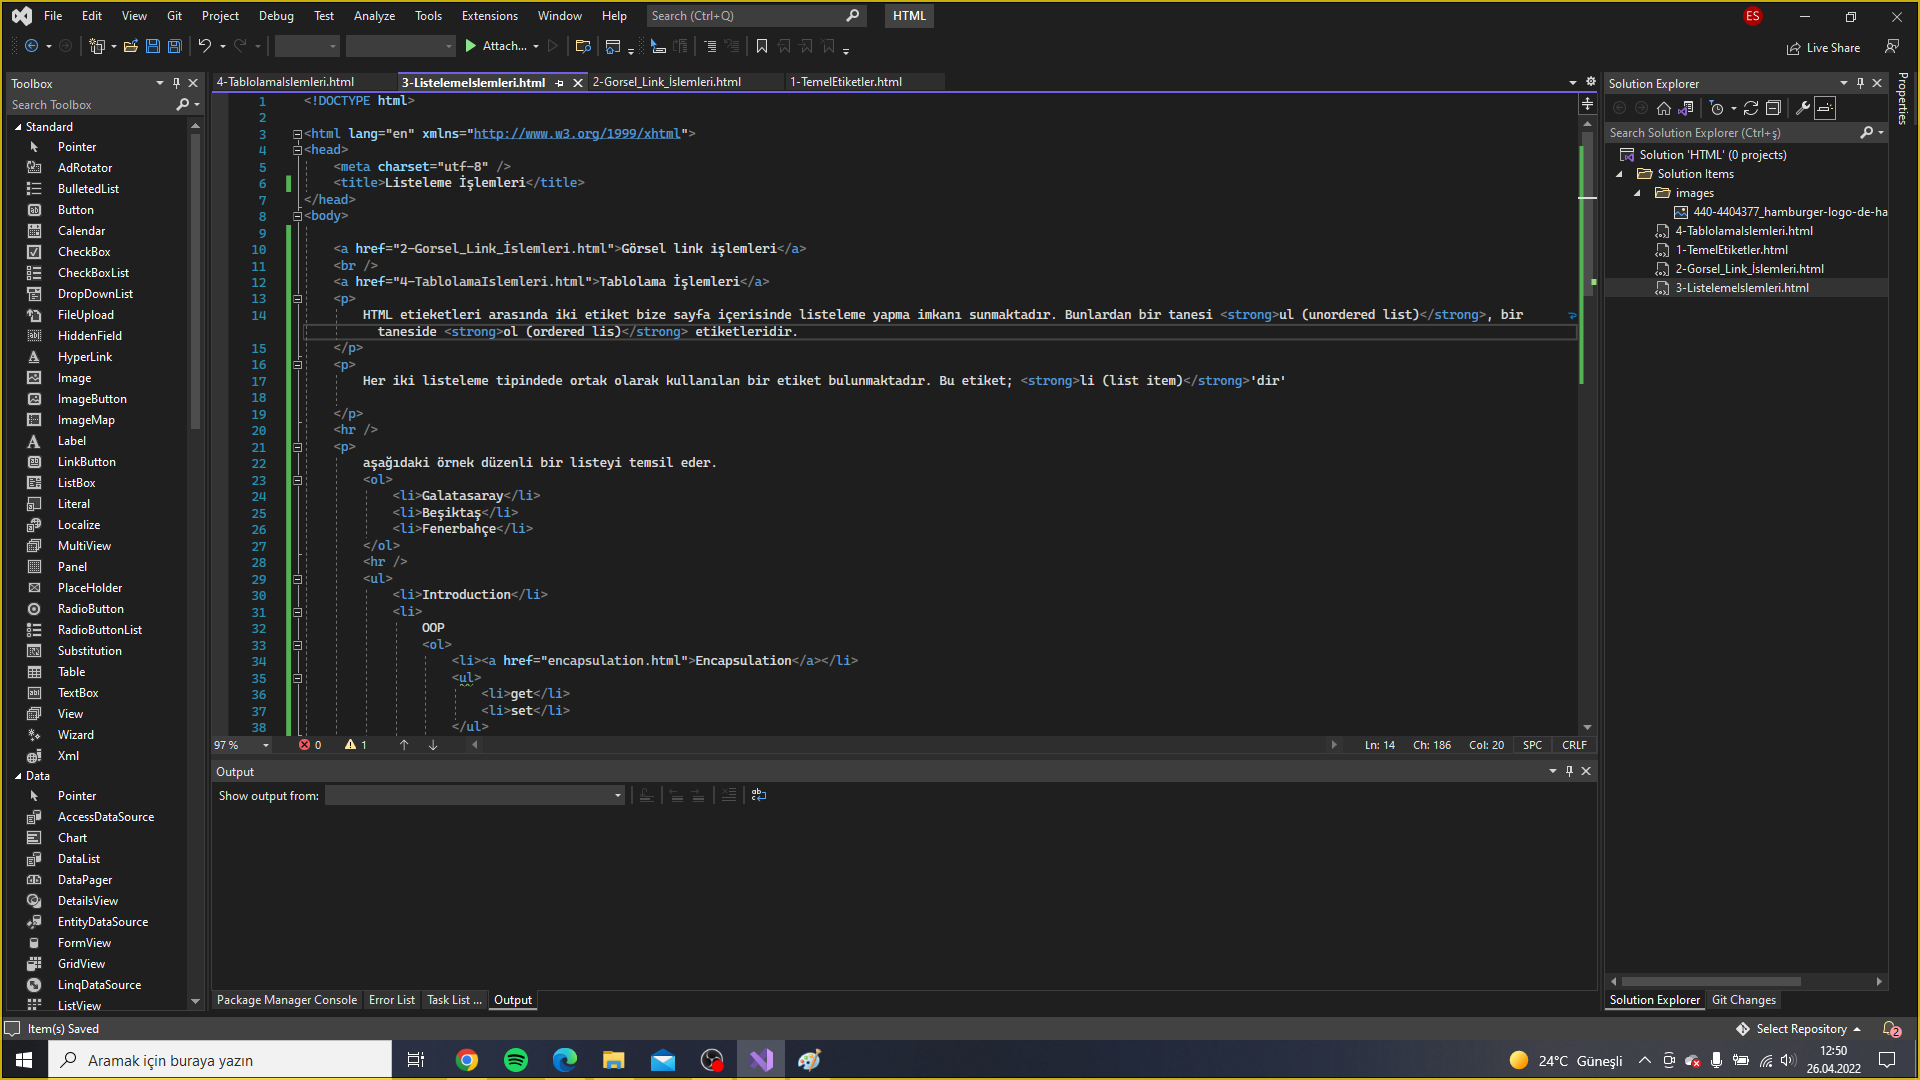 File Edit View Git Project Debug Test Analyze Tools Extensions Window Help Search (Ctrl+Q) HTML ES
Attach... Live Share
Toolbox
Search Toolbox
Standard
Pointer
AdRotator
BulletedList
Button
Calendar
CheckBox
CheckBoxList
DropDownList
FileUpload
HiddenField
HyperLink
Image
ImageButton
ImageMap
Label
LinkButton
ListBox
Literal
Localize
MultiView
Panel
PlaceHolder
RadioButton
RadioButtonList
Substitution
Table
TextBox
View
Wizard
Xml
Data
Pointer
AccessDataSource
Chart
DataList
DataPager
DetailsView
EntityDataSource
FormView
GridView
LinqDataSource
ListView
4-TablolamaIslemleri.html 3-ListelemeIslemleri.html 2-Gorsel_Link_İslemleri.html 1-TemelEtiketler.html
1 <!DOCTYPE html>
2
3 <html lang="en" xmlns="http://www.w3.org/1999/xhtml">
4 <head>
5 <meta charset="utf-8" />
6 <title>Listeleme İşlemleri</title>
7 </head>
8 <body>
9
10 <a href="2-Gorsel_Link_İslemleri.html">Görsel link işlemleri</a>
11 <br />
12 <a href="4-TablolamaIslemleri.html">Tablolama İşlemleri</a>
13 <p>
14 HTML etieketleri arasında iki etiket bize sayfa içerisinde listeleme yapma imkanı sunmaktadır. Bunlardan bir tanesi <strong>ul (unordered list)</strong>, bir
taneside <strong>ol (ordered lis)</strong> etiketleridir.
15 </p>
16 <p>
17 Her iki listeleme tipindede ortak olarak kullanılan bir etiket bulunmaktadır. Bu etiket; <strong>li (list item)</strong>'dir'
18
19 </p>
20 <hr />
21 <p>
22 aşağıdaki örnek düzenli bir listeyi temsil eder.
23 <ol>
24 <li>Galatasaray</li>
25 <li>Beşiktaş</li>
26 <li>Fenerbahçe</li>
27 </ol>
28 <hr />
29 <ul>
30 <li>Introduction</li>
31 <li>
32 OOP
33 <ol>
34 <li><a href="encapsulation.html">Encapsulation</a></li>
35 <ul>
36 <li>get</li>
37 <li>set</li>
38 </ul>
97 % 0 1 Ln: 14 Ch: 186 Col: 20 SPC CRLF
Output
Show output from:
Package Manager Console Error List Task List ... Output
Solution Explorer
Search Solution Explorer (Ctrl+ş)
Solution 'HTML' (0 projects)
Solution Items
images
440-4404377_hamburger-logo-de-ha
4-TablolamaIslemleri.html
1-TemelEtiketler.html
2-Gorsel_Link_İslemleri.html
3-ListelemeIslemleri.html
Solution Explorer Git Changes
Properties
Item(s) Saved Select Repository 2
Aramak için buraya yazın 24°C Güneşli 12:50
26.04.2022